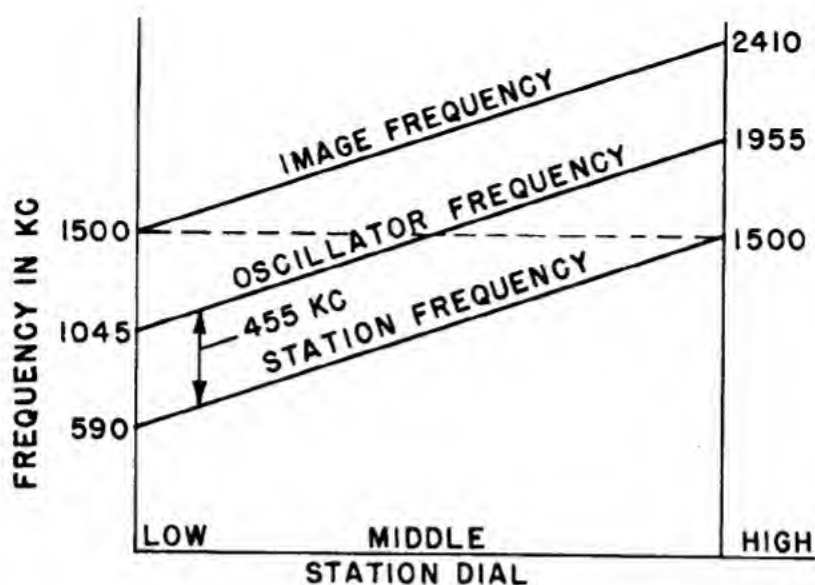 2410
IMAGE FREQUENCY
1955
OSCILLATOR FREQUENCY
1500
1500
455 KC
STATION FREQUENCY
1045
590
FREQUENCY IN KC
LOW MIDDLE HIGH
STATION DIAL